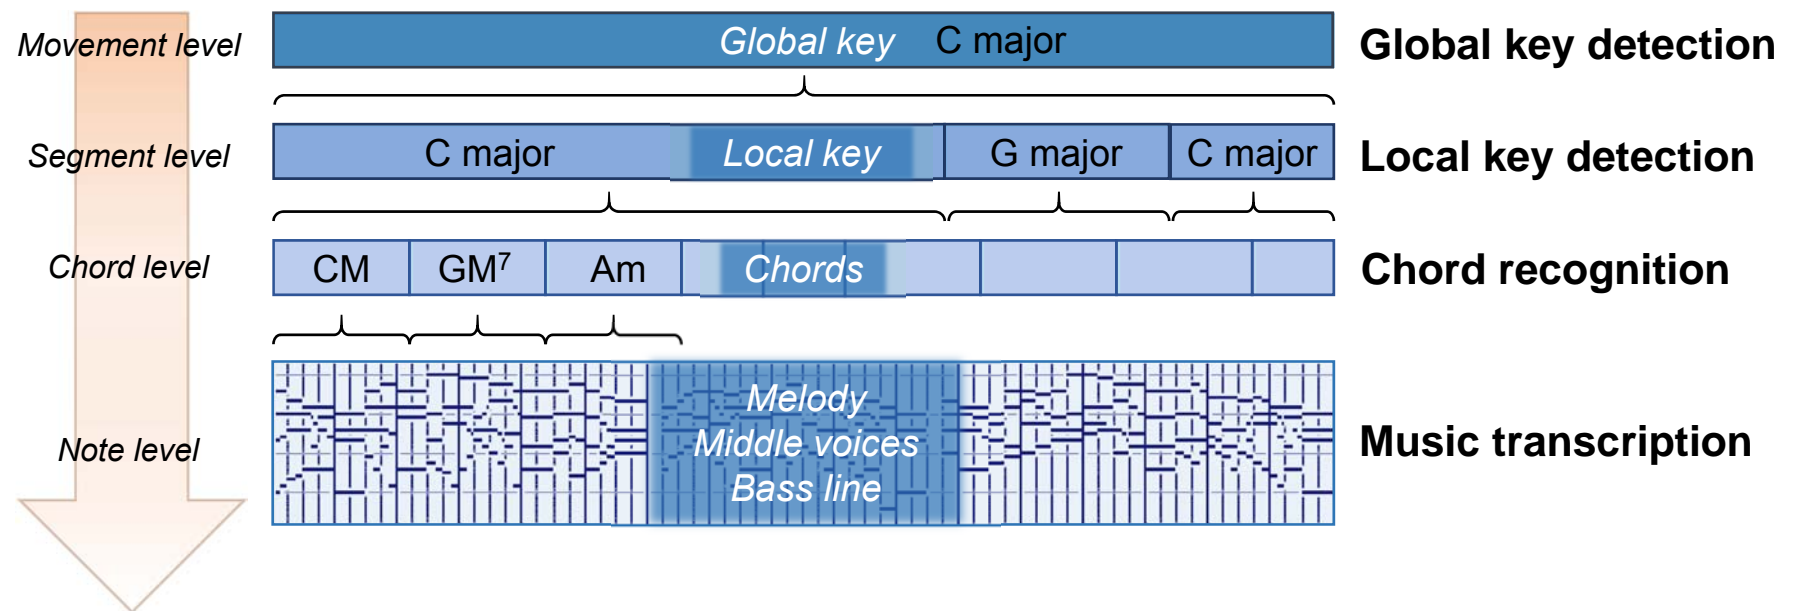 Movement level
Global key C major
Global key detection
Segment level
C major Local key G major C major
Local key detection
Chord level
CM GM⁷ Am Chords
Chord recognition
Note level
Melody
Middle voices
Bass line
Music transcription